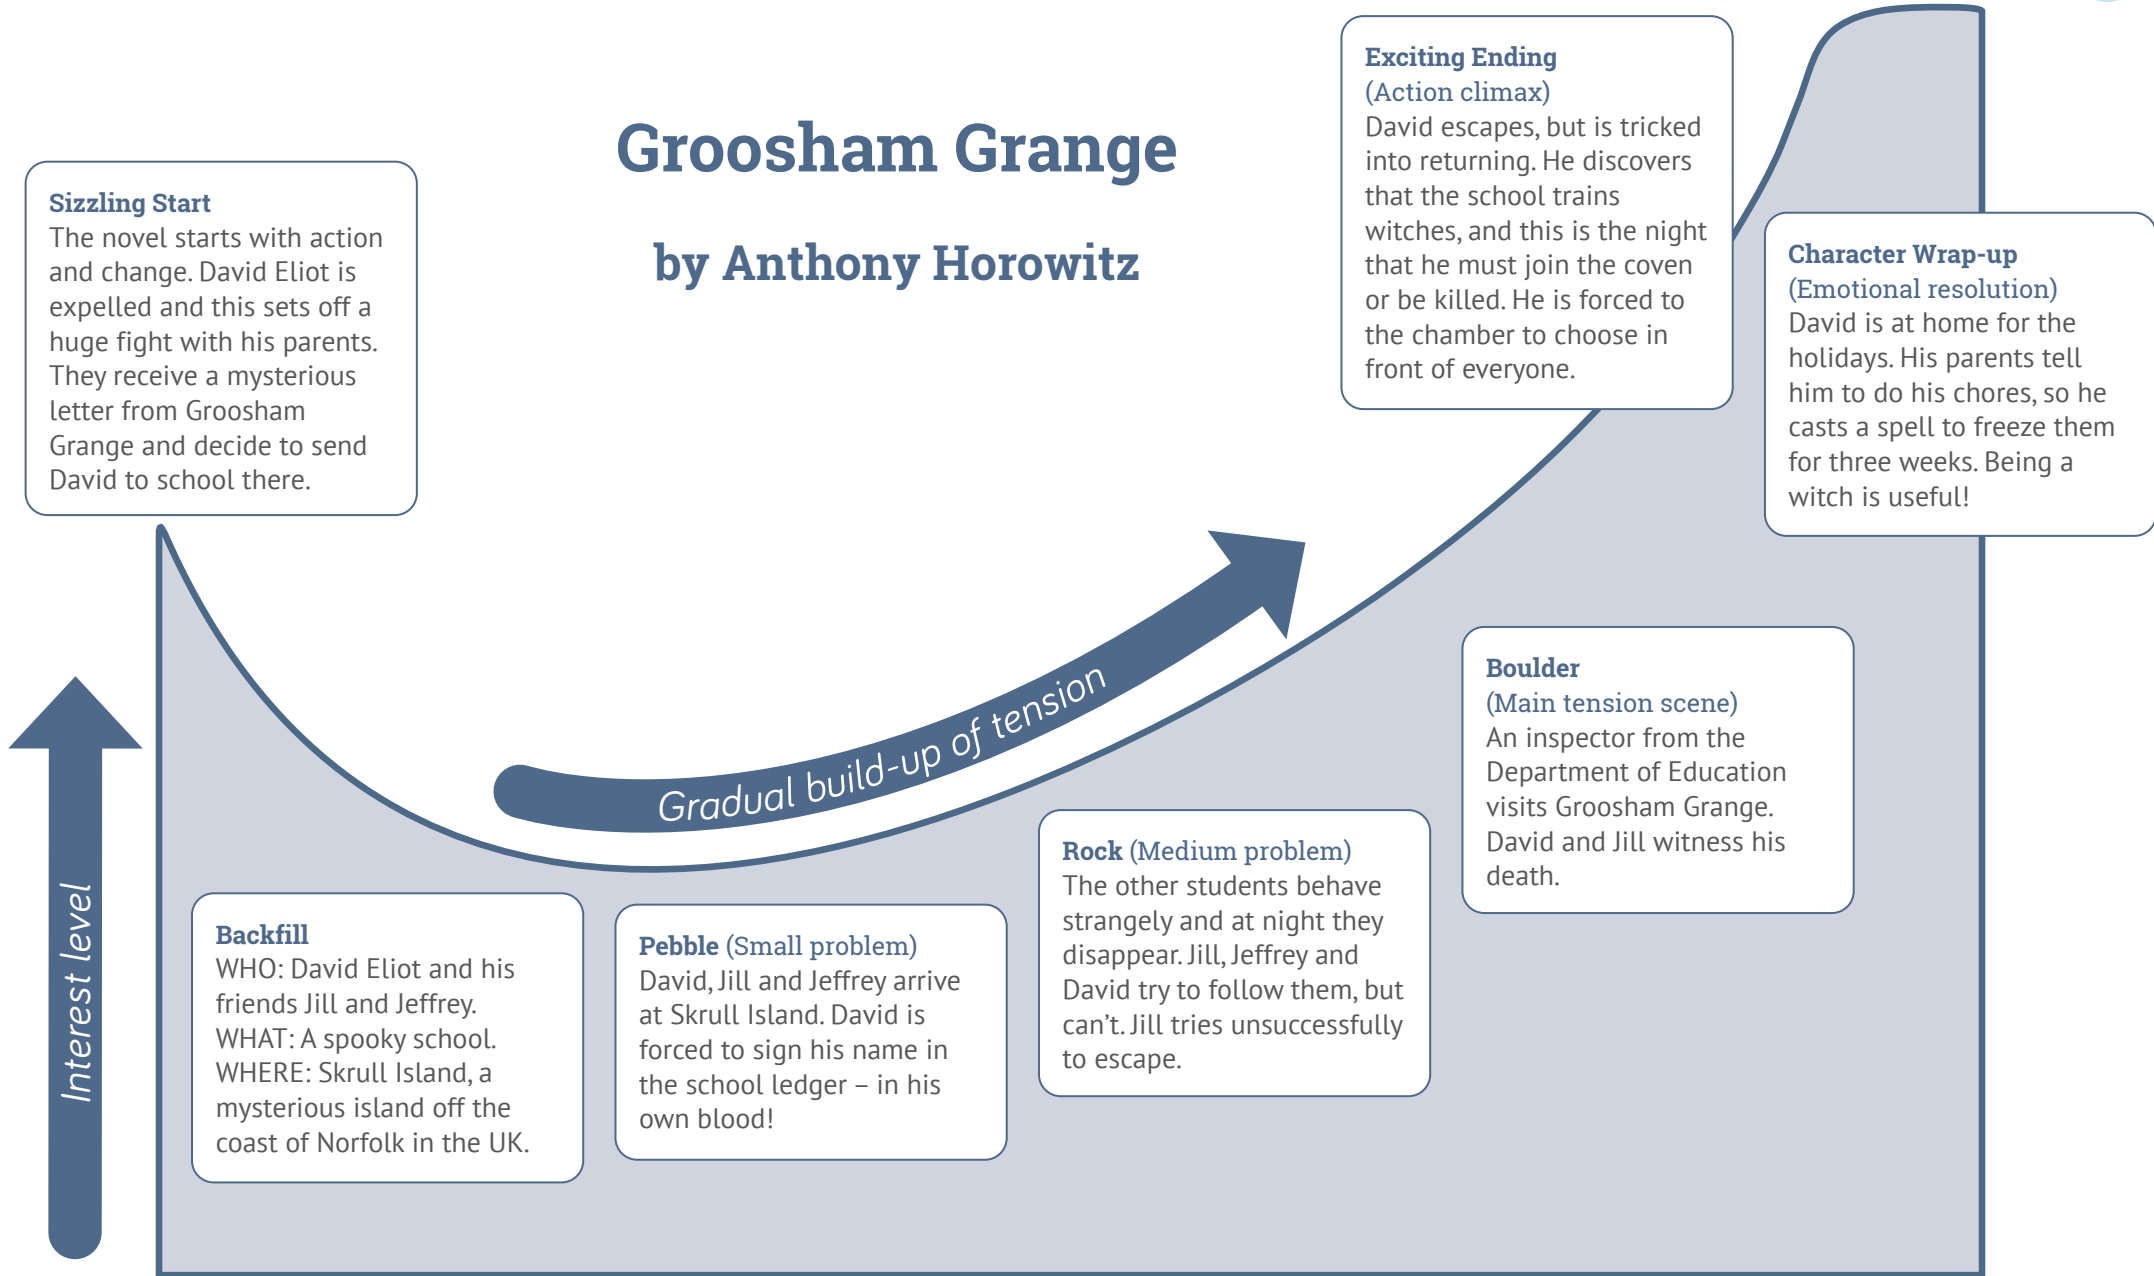 Groosham Grange
by Anthony Horowitz
Sizzling Start
The novel starts with action
and change. David Eliot is
expelled and this sets off a
huge fight with his parents.
They receive a mysterious
letter from Groosham
Grange and decide to send
David to school there.
Interest level
Backfill
WHO: David Eliot and his
friends Jill and Jeffrey.
WHAT: A spooky school.
WHERE: Skrull Island, a
mysterious island off the
coast of Norfolk in the UK.
Gradual build-up of tension
Pebble (Small problem)
David, Jill and Jeffrey arrive
at Skrull Island. David is
forced to sign his name in
the school ledger – in his
own blood!
Rock (Medium problem)
The other students behave
strangely and at night they
disappear. Jill, Jeffrey and
David try to follow them, but
can’t. Jill tries unsuccessfully
to escape.
Boulder
(Main tension scene)
An inspector from the
Department of Education
visits Groosham Grange.
David and Jill witness his
death.
Exciting Ending
(Action climax)
David escapes, but is tricked
into returning. He discovers
that the school trains
witches, and this is the night
that he must join the coven
or be killed. He is forced to
the chamber to choose in
front of everyone.
Character Wrap-up
(Emotional resolution)
David is at home for the
holidays. His parents tell
him to do his chores, so he
casts a spell to freeze them
for three weeks. Being a
witch is useful!